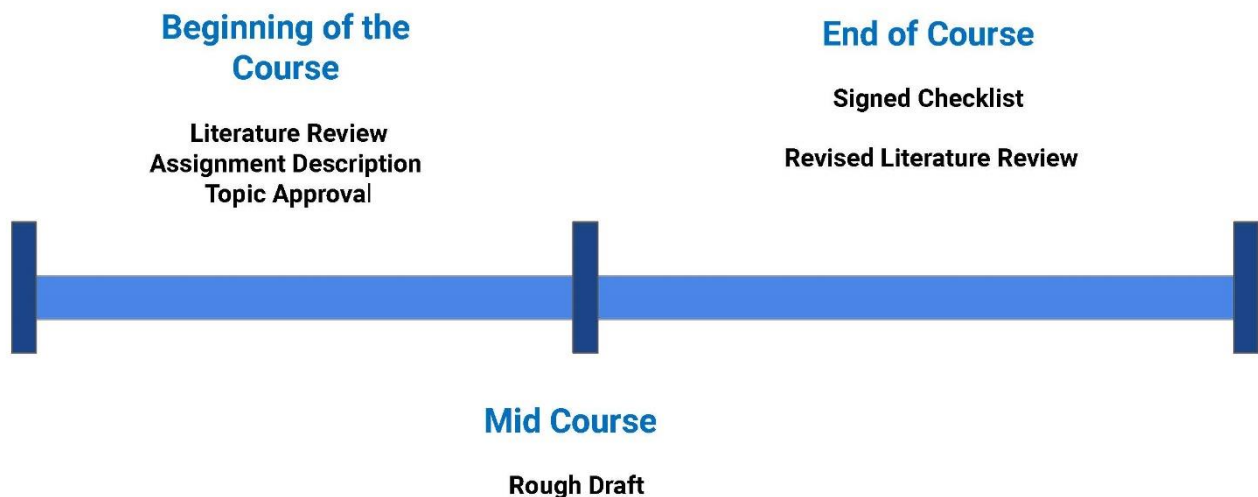 Beginning of the
Course
Literature Review
Assignment Description
Topic Approval
End of Course
Signed Checklist
Revised Literature Review
Mid Course
Rough Draft